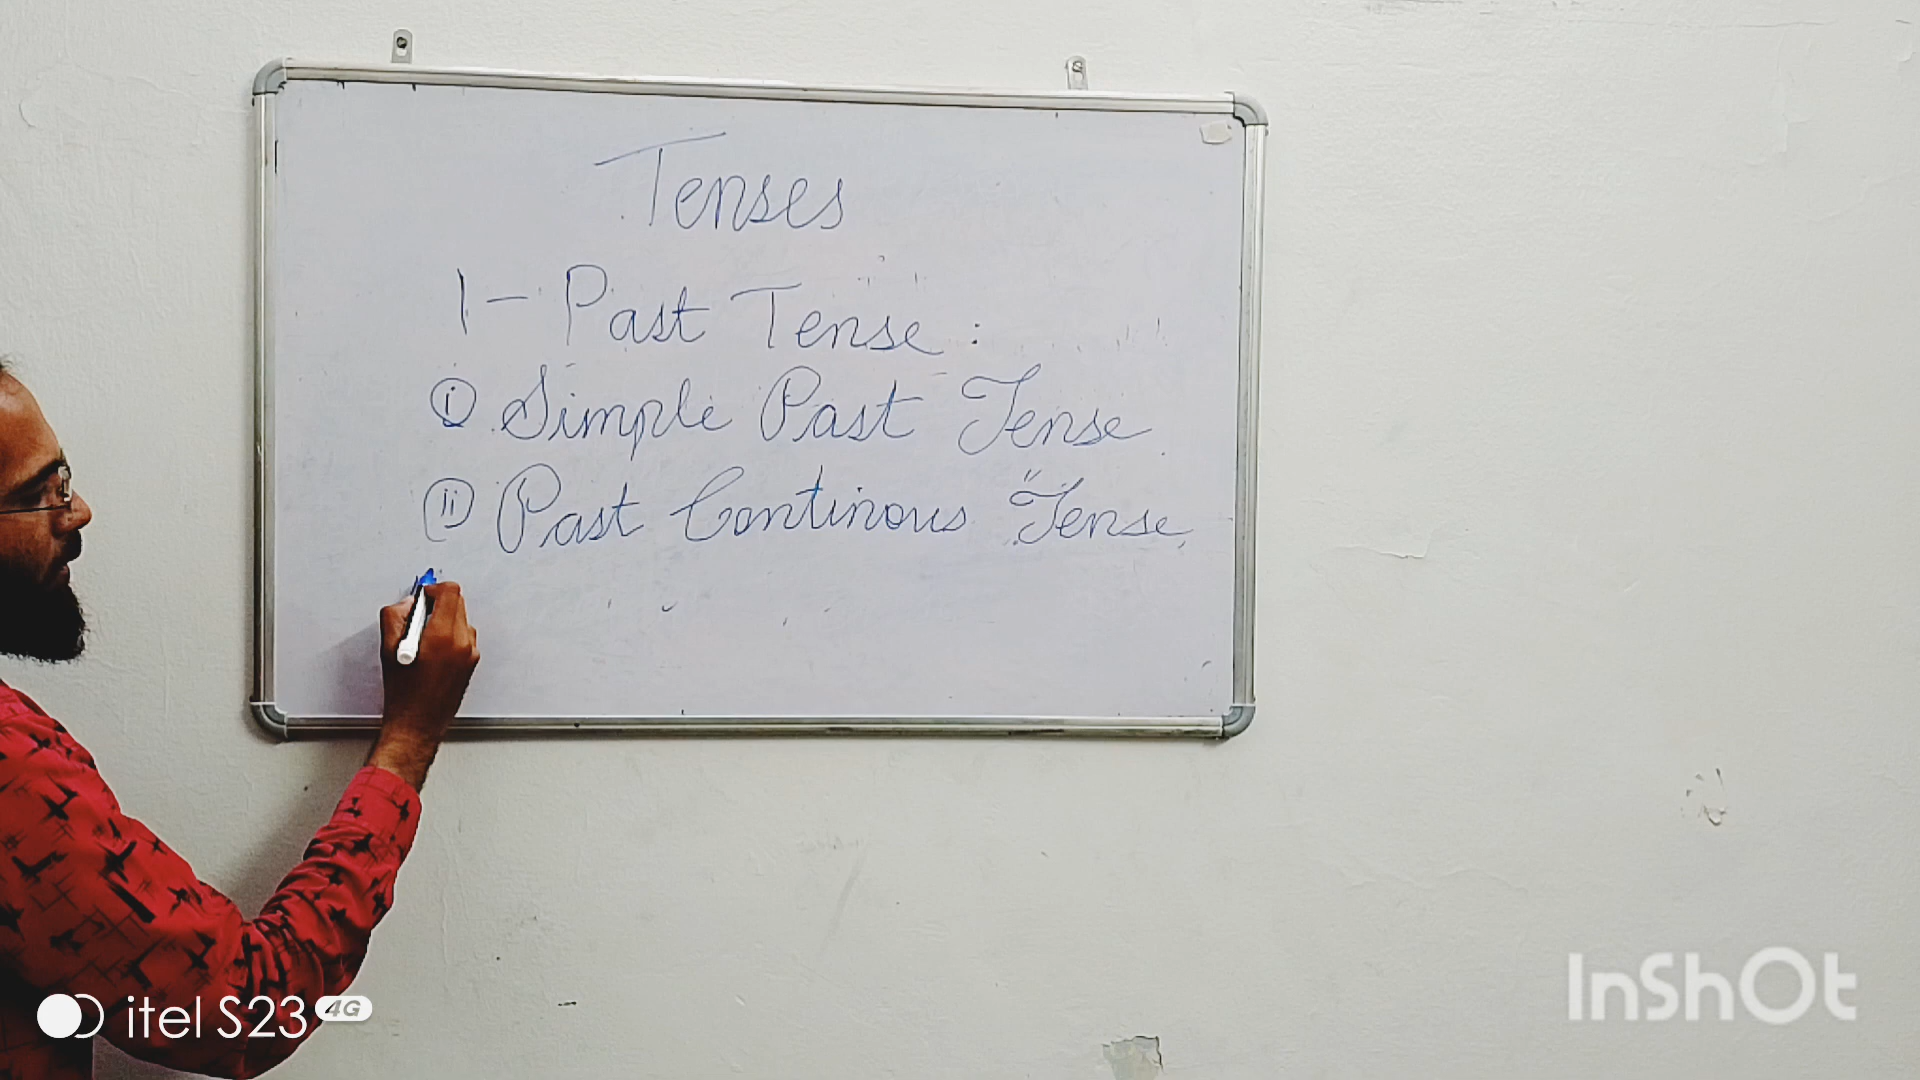 Tenses
1- Past Tense:
(i) Simple Past Tense
(ii) Past Continous "Tense
itel S23 4G
InShOt